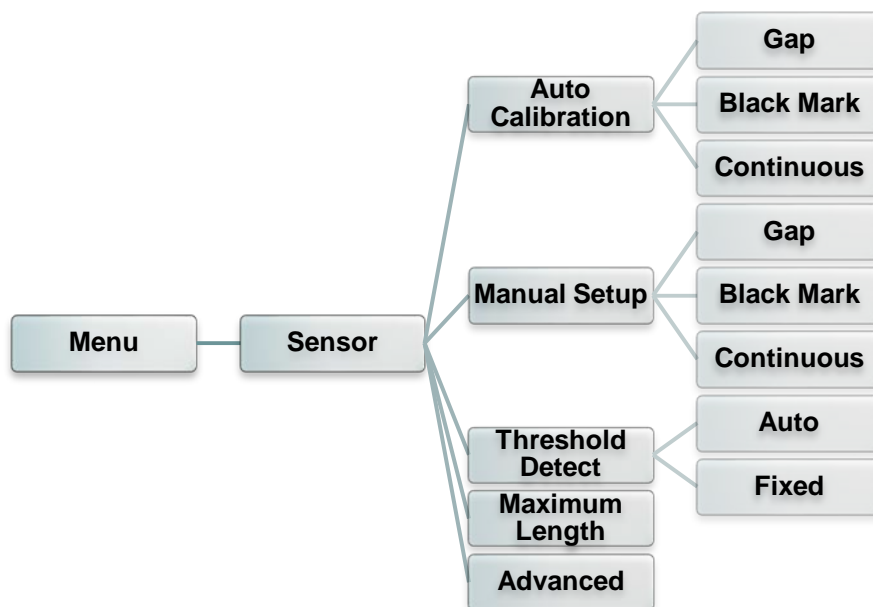 Menu
Sensor
Auto
Calibration
Gap
Black Mark
Continuous
Manual Setup
Gap
Black Mark
Continuous
Threshold
Detect
Auto
Fixed
Maximum
Length
Advanced